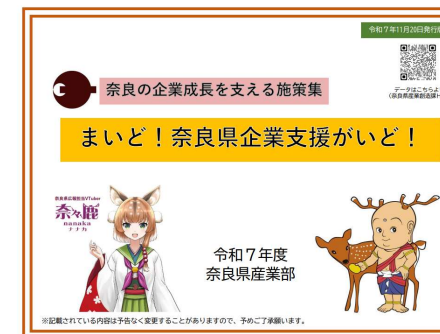 令和7年11月20日発行版
データはこちらより
(奈良県産業創造課HP)
奈良の企業成長を支える施策集
まいど！奈良県企業支援がいど！
奈良県広報担当VTuber
奈々鹿
nanaka
ナナカ
令和７年度
奈良県産業部
※記載されている内容は予告なく変更することがありますので、予めご了承願います。